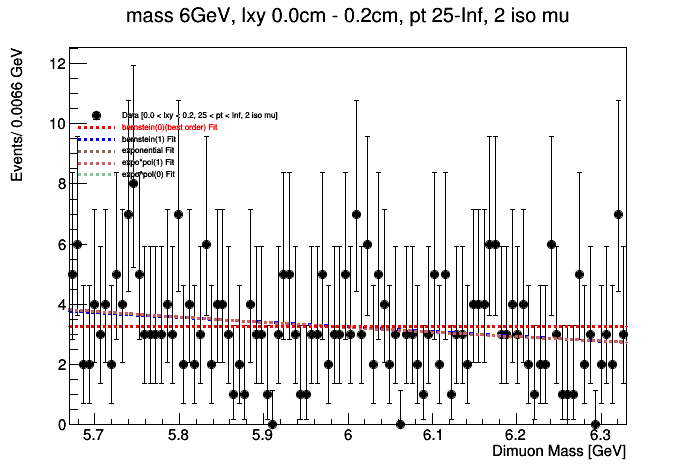 mass 6GeV, lxy 0.0cm - 0.2cm, pt 25-Inf, 2 iso mu
Events/ 0.0066 GeV
12
10
8
6
4
2
0
Data [0.0 < lxy < 0.2, 25 < pt < Inf, 2 iso mu]
bernstein(0)(best order) Fit
bernstein(1) Fit
exponential Fit
expo*pol(1) Fit
expo*pol(0) Fit
5.7 5.8 5.9 6 6.1 6.2 6.3
Dimuon Mass [GeV]